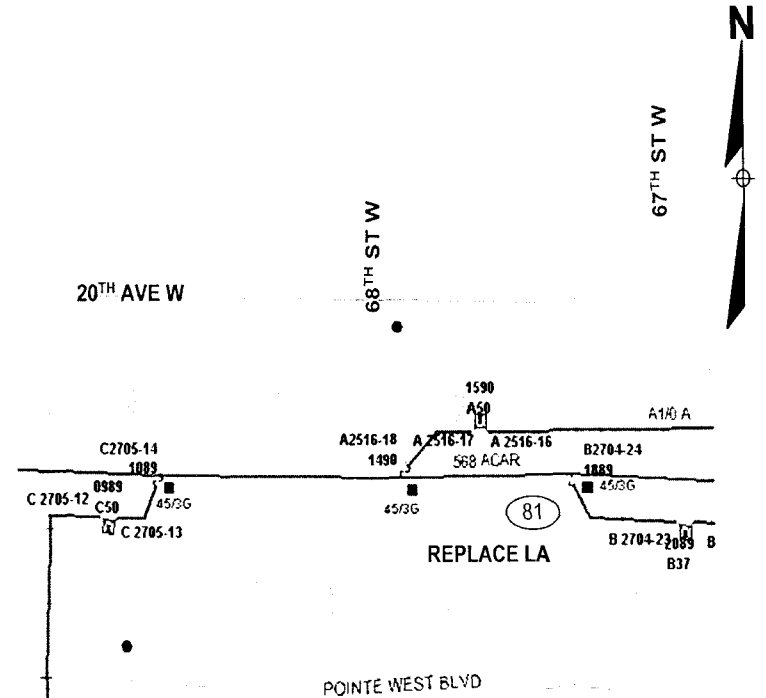 N
67TH ST W
68TH ST W
20TH AVE W
1590
A50
A1/0 A
A2516-18
A 2516-17
A 2516-16
C2705-14
B2704-24
1490
568 ACAR
1089
1889
0989
45/3G
45/3G
45/3G
C 2705-12
C50
C 2705-13
81
B 2704-23
2089
B
REPLACE LA
B37
POINTE WEST BLVD